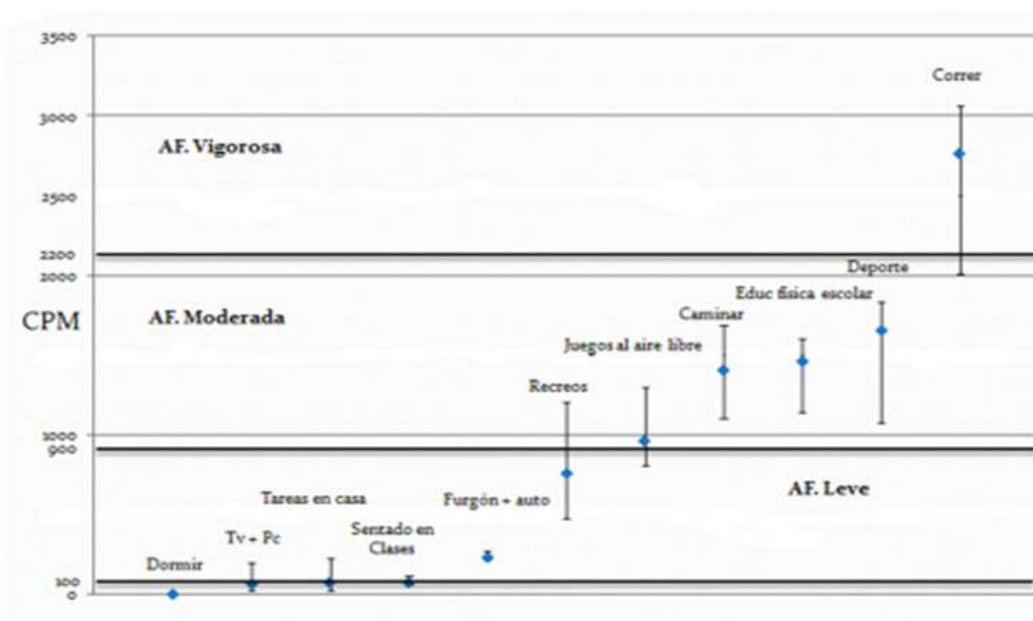 3500
Correr
3000
AF. Vigorosa
2500
2200
2000
Deporte
Educ física escolar
CPM
AF. Moderada
Caminar
Juegos al aire libre
Recreos
1000
900
AF. Leve
Tareas en casa
Furgón + auto
Tv + Pc
Sentado en
Clases
Dormir
100
0